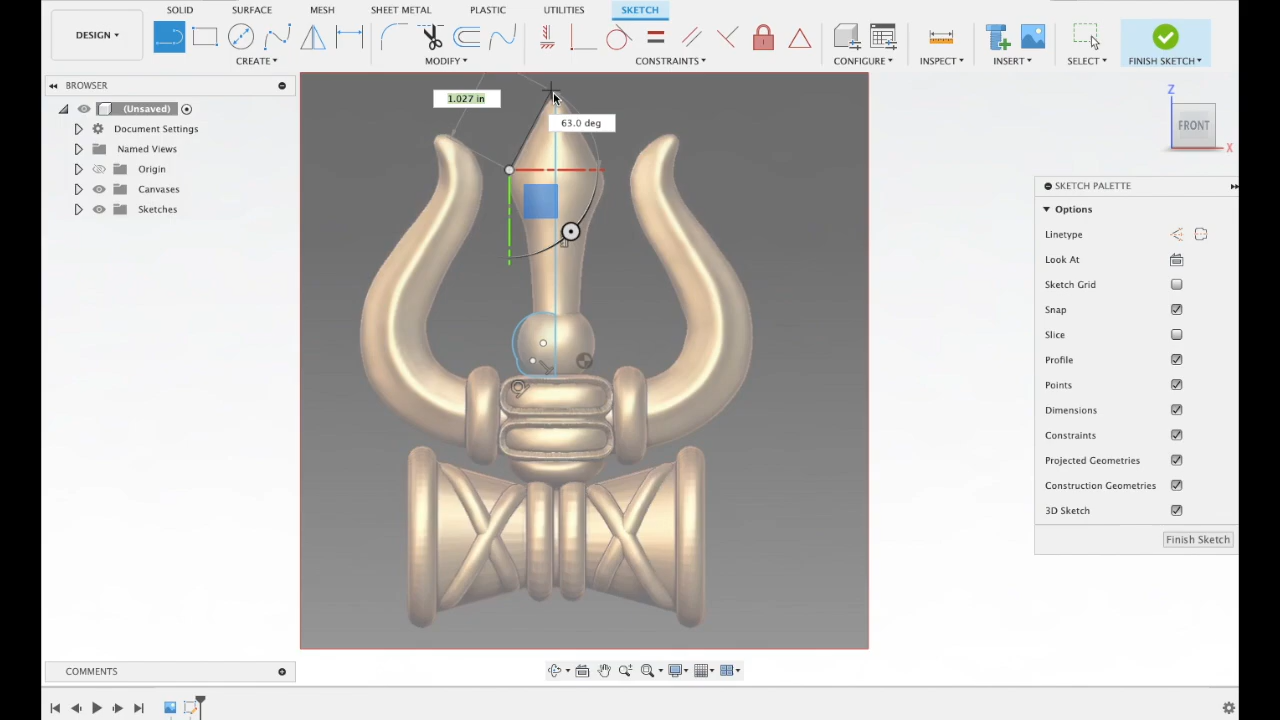 SOLID SURFACE MESH SHEET METAL PLASTIC UTILITIES SKETCH
DESIGN
CREATE MODIFY CONSTRAINTS CONFIGURE INSPECT INSERT SELECT FINISH SKETCH
BROWSER
(Unsaved)
Document Settings
Named Views
Origin
Canvases
Sketches
1.027 in
63.0 deg
Z
FRONT
X
SKETCH PALETTE
Options
Linetype
Look At
Sketch Grid
Snap
Slice
Profile
Points
Dimensions
Constraints
Projected Geometries
Construction Geometries
3D Sketch
Finish Sketch
COMMENTS